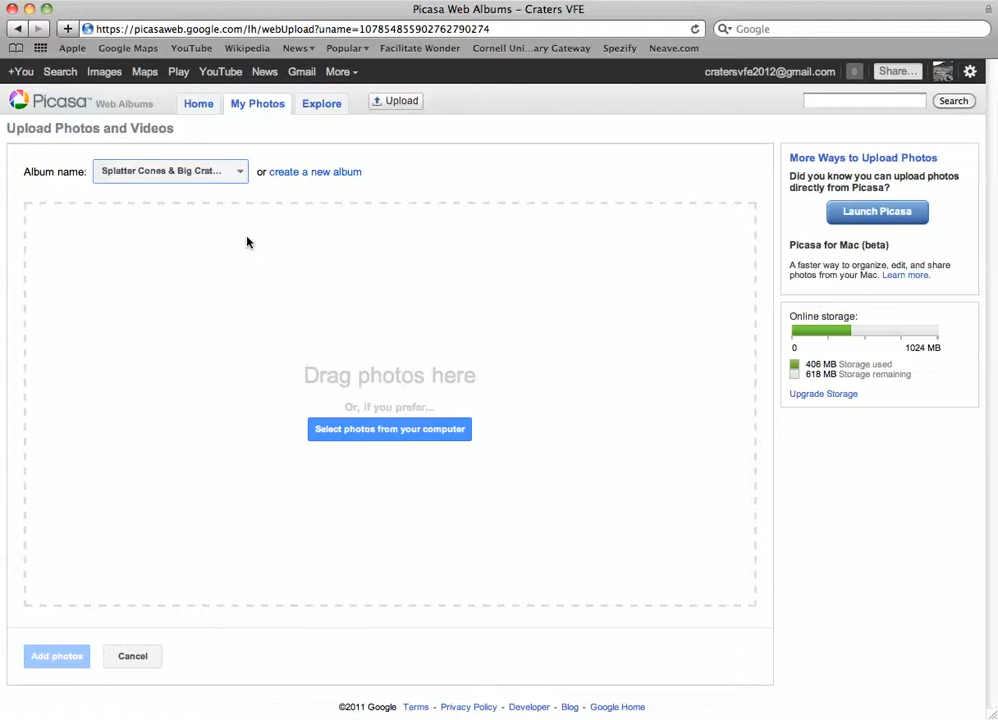 Picasa Web Albums - Craters VFE
https://picasaweb.google.com/lh/webUpload?uname=107854855902762790274
Google
Apple Google Maps YouTube Wikipedia News Popular Facilitate Wonder Cornell Uni...ary Gateway Spezify Neave.com
+You Search Images Maps Play YouTube News Gmail More
cratersvfe2012@gmail.com 0 Share...
Picasa™ Web Albums Home My Photos Explore Upload Search
Upload Photos and Videos
Album name: Splatter Cones & Big Crat... or create a new album
Drag photos here
Or, if you prefer...
Select photos from your computer
Add photos Cancel
More Ways to Upload Photos
Did you know you can upload photos
directly from Picasa?
Launch Picasa
Picasa for Mac (beta)
A faster way to organize, edit, and share
photos from your Mac. Learn more.
Online storage:
0 1024 MB
406 MB Storage used
618 MB Storage remaining
Upgrade Storage
©2011 Google Terms - Privacy Policy - Developer - Blog - Google Home